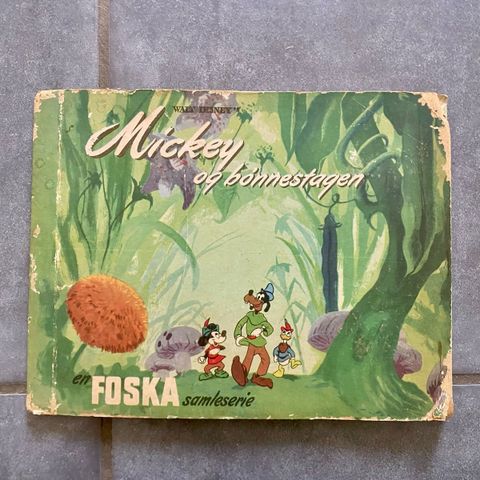 WALT DISNEY'S
Mickey
og bønnestagen
en FOSKA samleserie